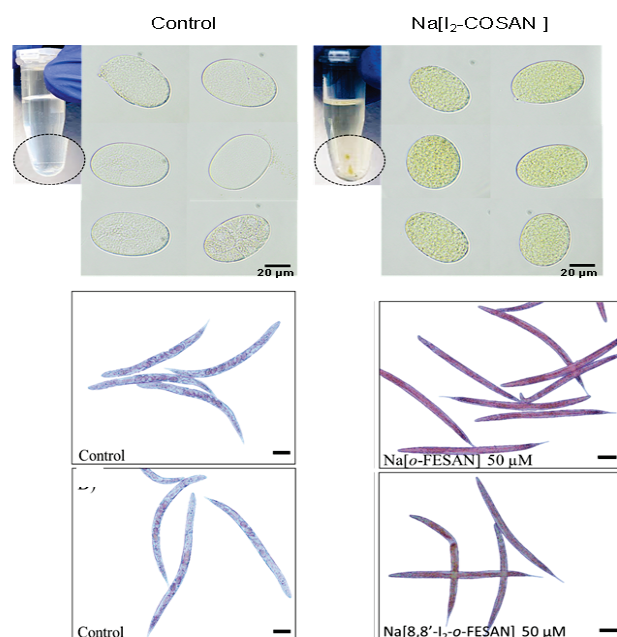 Control
Na[I₂-COSAN ]
20 µm
20 µm
Control
Na[o-FESAN] 50 µM
D)
Control
Na[8,8’-I₂-o-FESAN] 50 µM